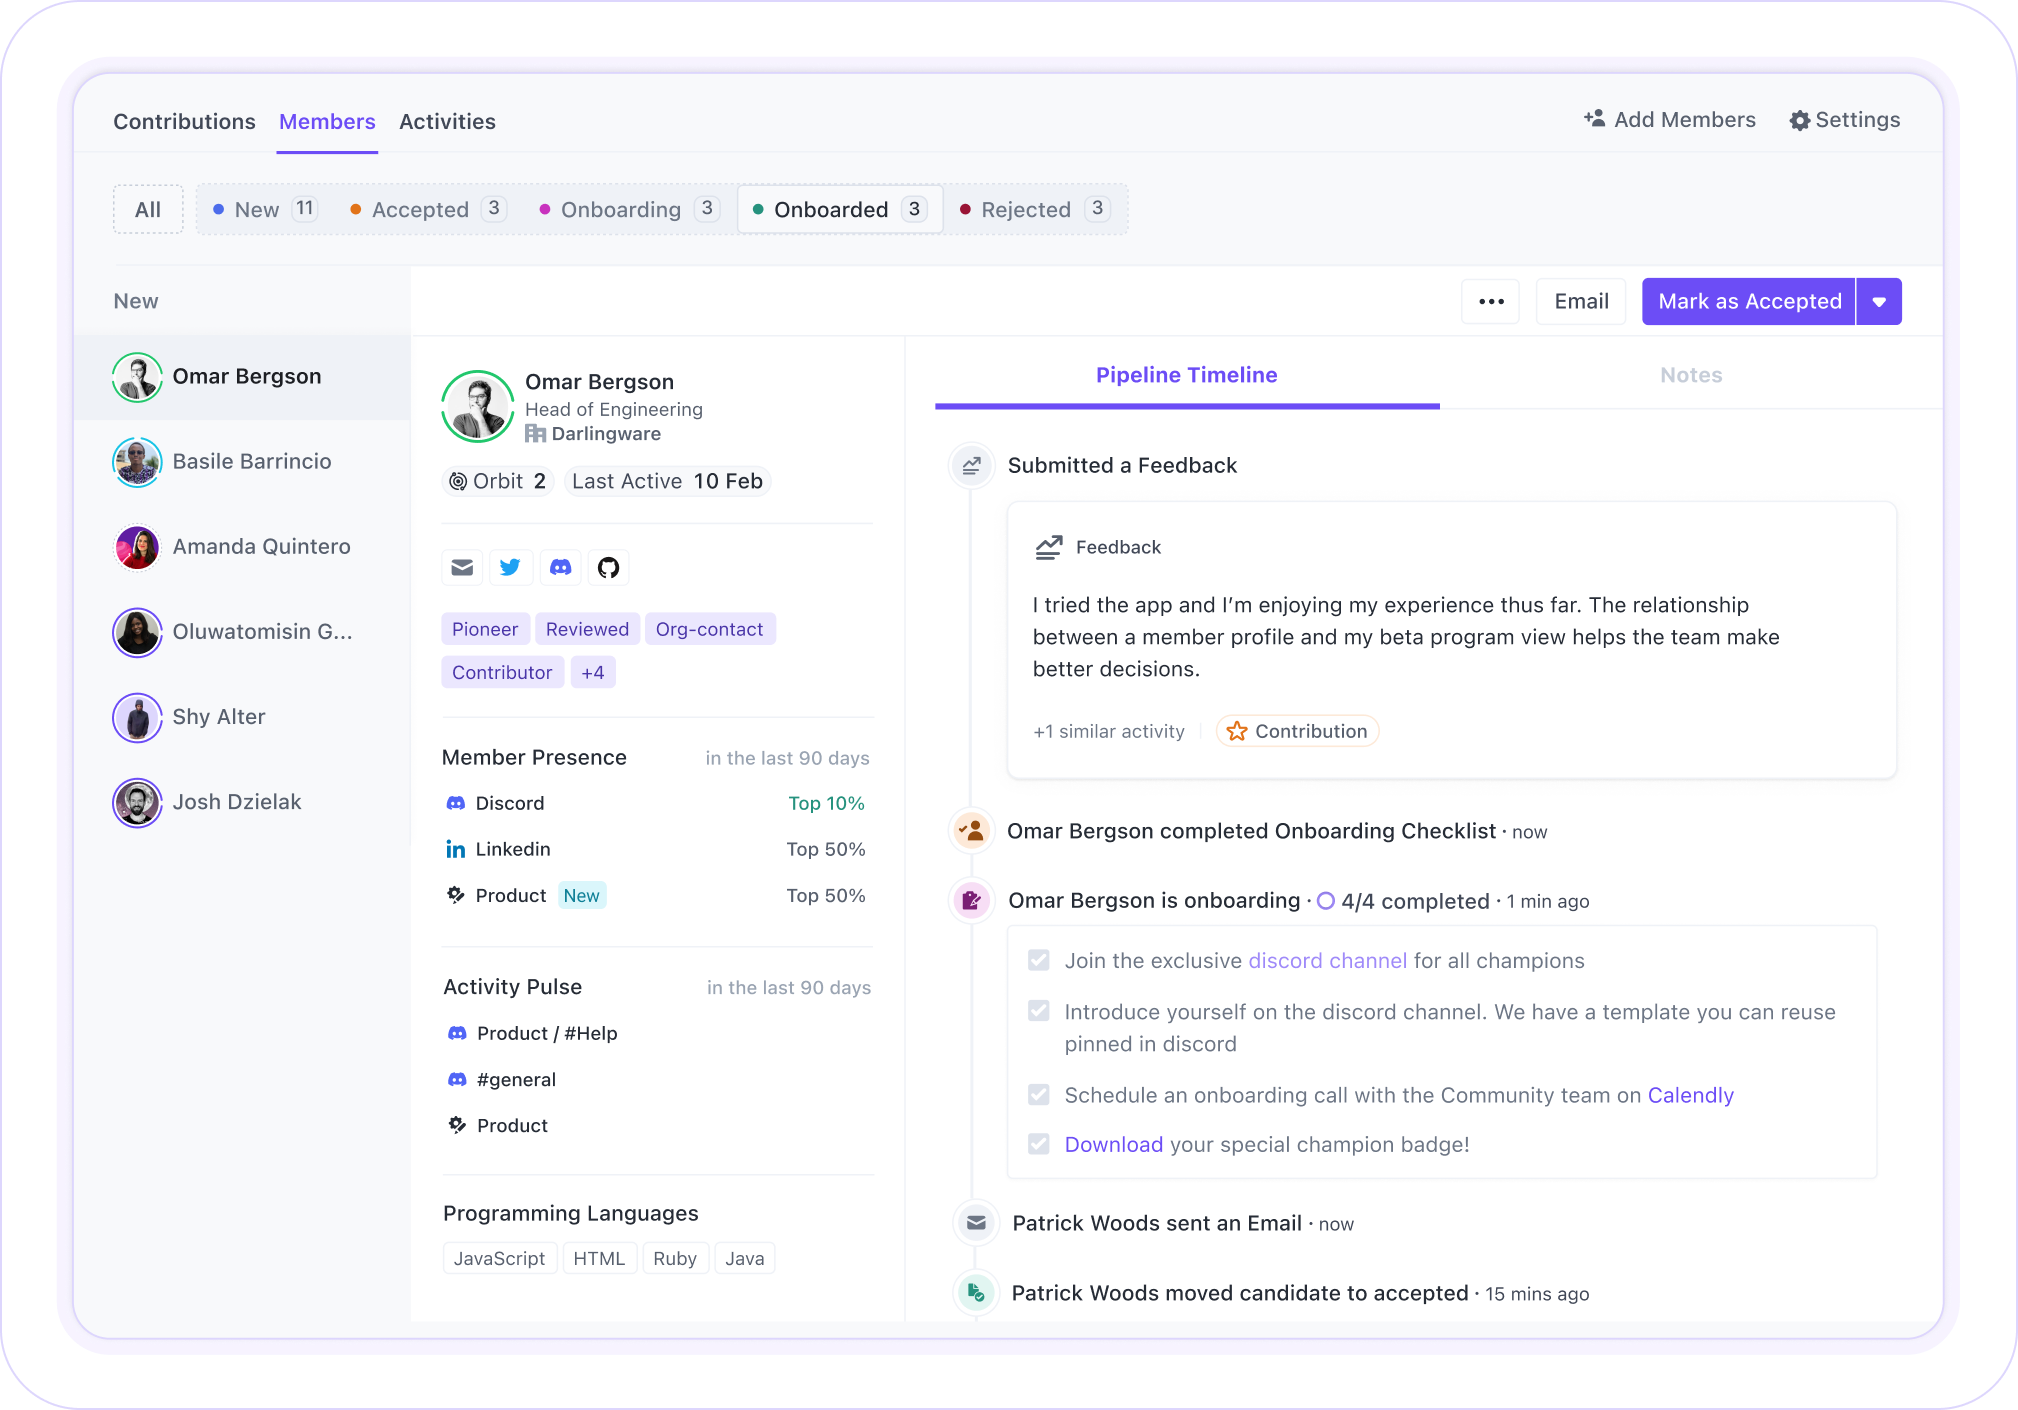 Contributions Members Activities
Add Members Settings
All New 11 Accepted 3 Onboarding 3 Onboarded 3 Rejected 3
New
Omar Bergson
Basile Barrincio
Amanda Quintero
Oluwatomisin G...
Shy Alter
Josh Dzielak
••• Email Mark as Accepted
Omar Bergson
Head of Engineering
Darlingware
Orbit 2 Last Active 10 Feb
Pioneer Reviewed Org-contact
Contributor +4
Member Presence in the last 90 days
Discord Top 10%
Linkedin Top 50%
Product New Top 50%
Activity Pulse in the last 90 days
Product / #Help
#general
Product
Programming Languages
JavaScript HTML Ruby Java
Pipeline Timeline Notes
Submitted a Feedback
Feedback
I tried the app and I’m enjoying my experience thus far. The relationship
between a member profile and my beta program view helps the team make
better decisions.
+1 similar activity Contribution
Omar Bergson completed Onboarding Checklist · now
Omar Bergson is onboarding · 4/4 completed · 1 min ago
Join the exclusive discord channel for all champions
Introduce yourself on the discord channel. We have a template you can reuse
pinned in discord
Schedule an onboarding call with the Community team on Calendly
Download your special champion badge!
Patrick Woods sent an Email · now
Patrick Woods moved candidate to accepted · 15 mins ago